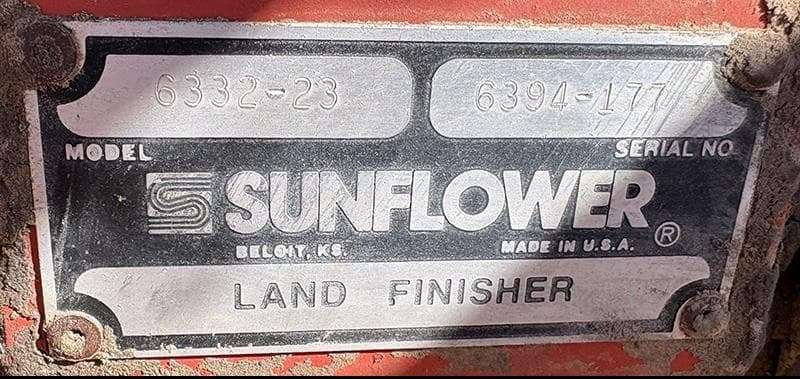 6332-23 6394-177
MODEL SERIAL NO
SUNFLOWER ®
BELOIT, KS. MADE IN U.S.A.
LAND FINISHER